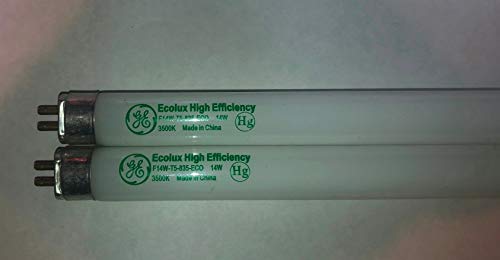 GE Ecolux High Efficiency
F14W-T5-835-ECO 14W
3500K Made in China Hg
GE Ecolux High Efficiency
F14W-T5-835-ECO 14W
3500K Made in China Hg